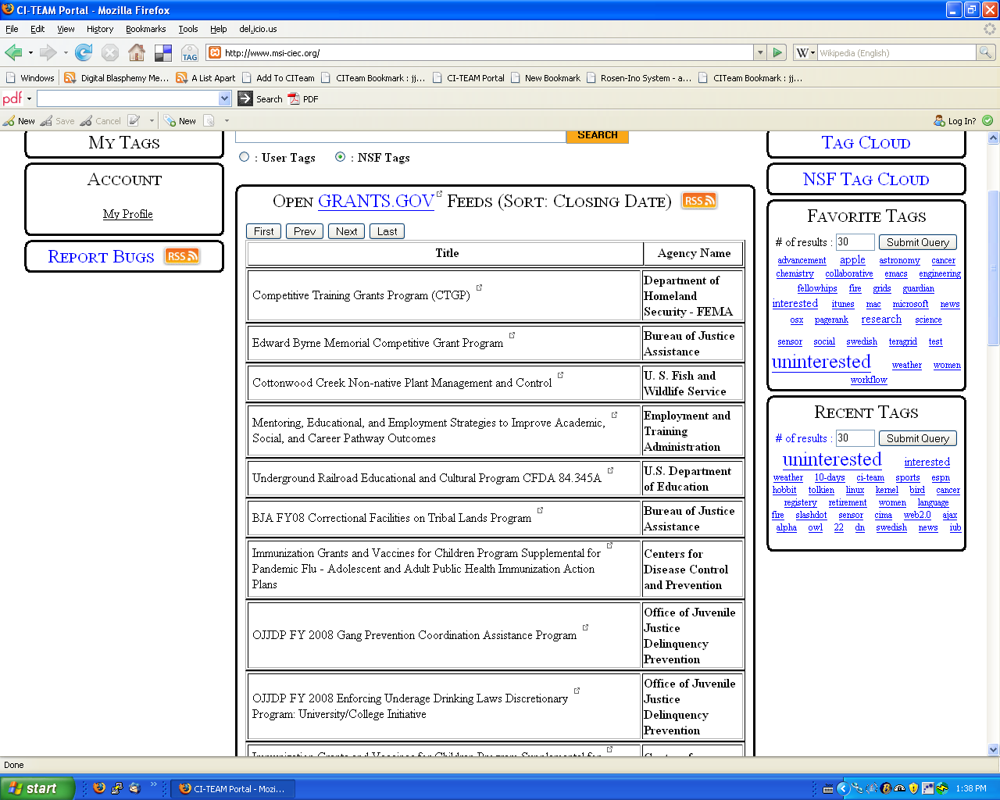 CI-TEAM Portal - Mozilla Firefox
File Edit View History Bookmarks Tools Help del.icio.us
TAG http://www.msi-ciec.org/ W Wikipedia (English)
Windows Digital Blasphemy Me... A List Apart Add To CITeam CITeam Bookmark : jj... CI-TEAM Portal New Bookmark Rosen-Ino System - a... CITeam Bookmark : jj...
pdf Search PDF
New Save Cancel New Log In?
My Tags
Account
My Profile
Report Bugs RSS
SEARCH
: User Tags : NSF Tags
Open GRANTS.GOV Feeds (Sort: Closing Date) RSS
First Prev Next Last
Title Agency Name
Competitive Training Grants Program (CTGP)
Department of
Homeland
Security - FEMA
Edward Byrne Memorial Competitive Grant Program
Bureau of Justice
Assistance
Cottonwood Creek Non-native Plant Management and Control
U. S. Fish and
Wildlife Service
Mentoring, Educational, and Employment Strategies to Improve Academic,
Social, and Career Pathway Outcomes
Employment and
Training
Administration
Underground Railroad Educational and Cultural Program CFDA 84.345A
U.S. Department
of Education
BJA FY08 Correctional Facilities on Tribal Lands Program
Bureau of Justice
Assistance
Immunization Grants and Vaccines for Children Program Supplemental for
Pandemic Flu - Adolescent and Adult Public Health Immunization Action
Plans
Centers for
Disease Control
and Prevention
OJJDP FY 2008 Gang Prevention Coordination Assistance Program
Office of Juvenile
Justice
Delinquency
Prevention
OJJDP FY 2008 Enforcing Underage Drinking Laws Discretionary
Program: University/College Initiative
Office of Juvenile
Justice
Delinquency
Prevention
Immunization Grants and Vaccines for Children Program Supplemental for
Centers for
Tag Cloud
NSF Tag Cloud
Favorite Tags
# of results : 30 Submit Query
advancement apple astronomy cancer
chemistry collaborative emacs engineering
fellowhips fire grids guardian
interested itunes mac microsoft news
osx pagerank research science
sensor social swedish teragrid test
uninterested weather women
workflow
Recent Tags
# of results : 30 Submit Query
uninterested interested
weather 10-days ci-team sports espn
hobbit tolkien linux kernel bird cancer
registery retirement women language
fire slashdot sensor cima web2.0 ajax
alpha owl 22 dn swedish news iub
Done
start CI-TEAM Portal - Mozi... 1:38 PM